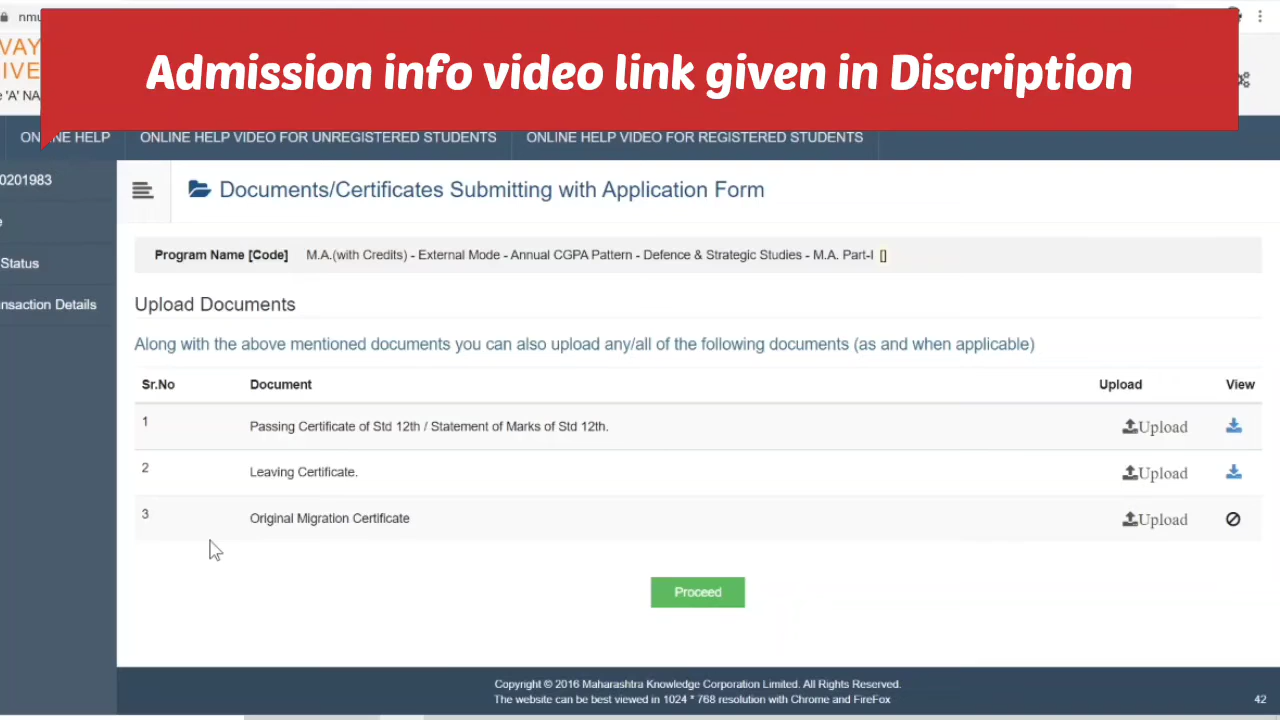 nmu
Admission info video link given in Discription
VAY
IVE
'A' NA
ONLINE HELP
ONLINE HELP VIDEO FOR UNREGISTERED STUDENTS
ONLINE HELP VIDEO FOR REGISTERED STUDENTS
0201983
Documents/Certificates Submitting with Application Form
Status
nsaction Details
Program Name [Code] M.A.(with Credits) - External Mode - Annual CGPA Pattern - Defence & Strategic Studies - M.A. Part-I []
Upload Documents
Along with the above mentioned documents you can also upload any/all of the following documents (as and when applicable)
Sr.No Document Upload View
1 Passing Certificate of Std 12th / Statement of Marks of Std 12th. Upload
2 Leaving Certificate. Upload
3 Original Migration Certificate Upload
Proceed
Copyright © 2016 Maharashtra Knowledge Corporation Limited. All Rights Reserved.
The website can be best viewed in 1024 * 768 resolution with Chrome and FireFox
42